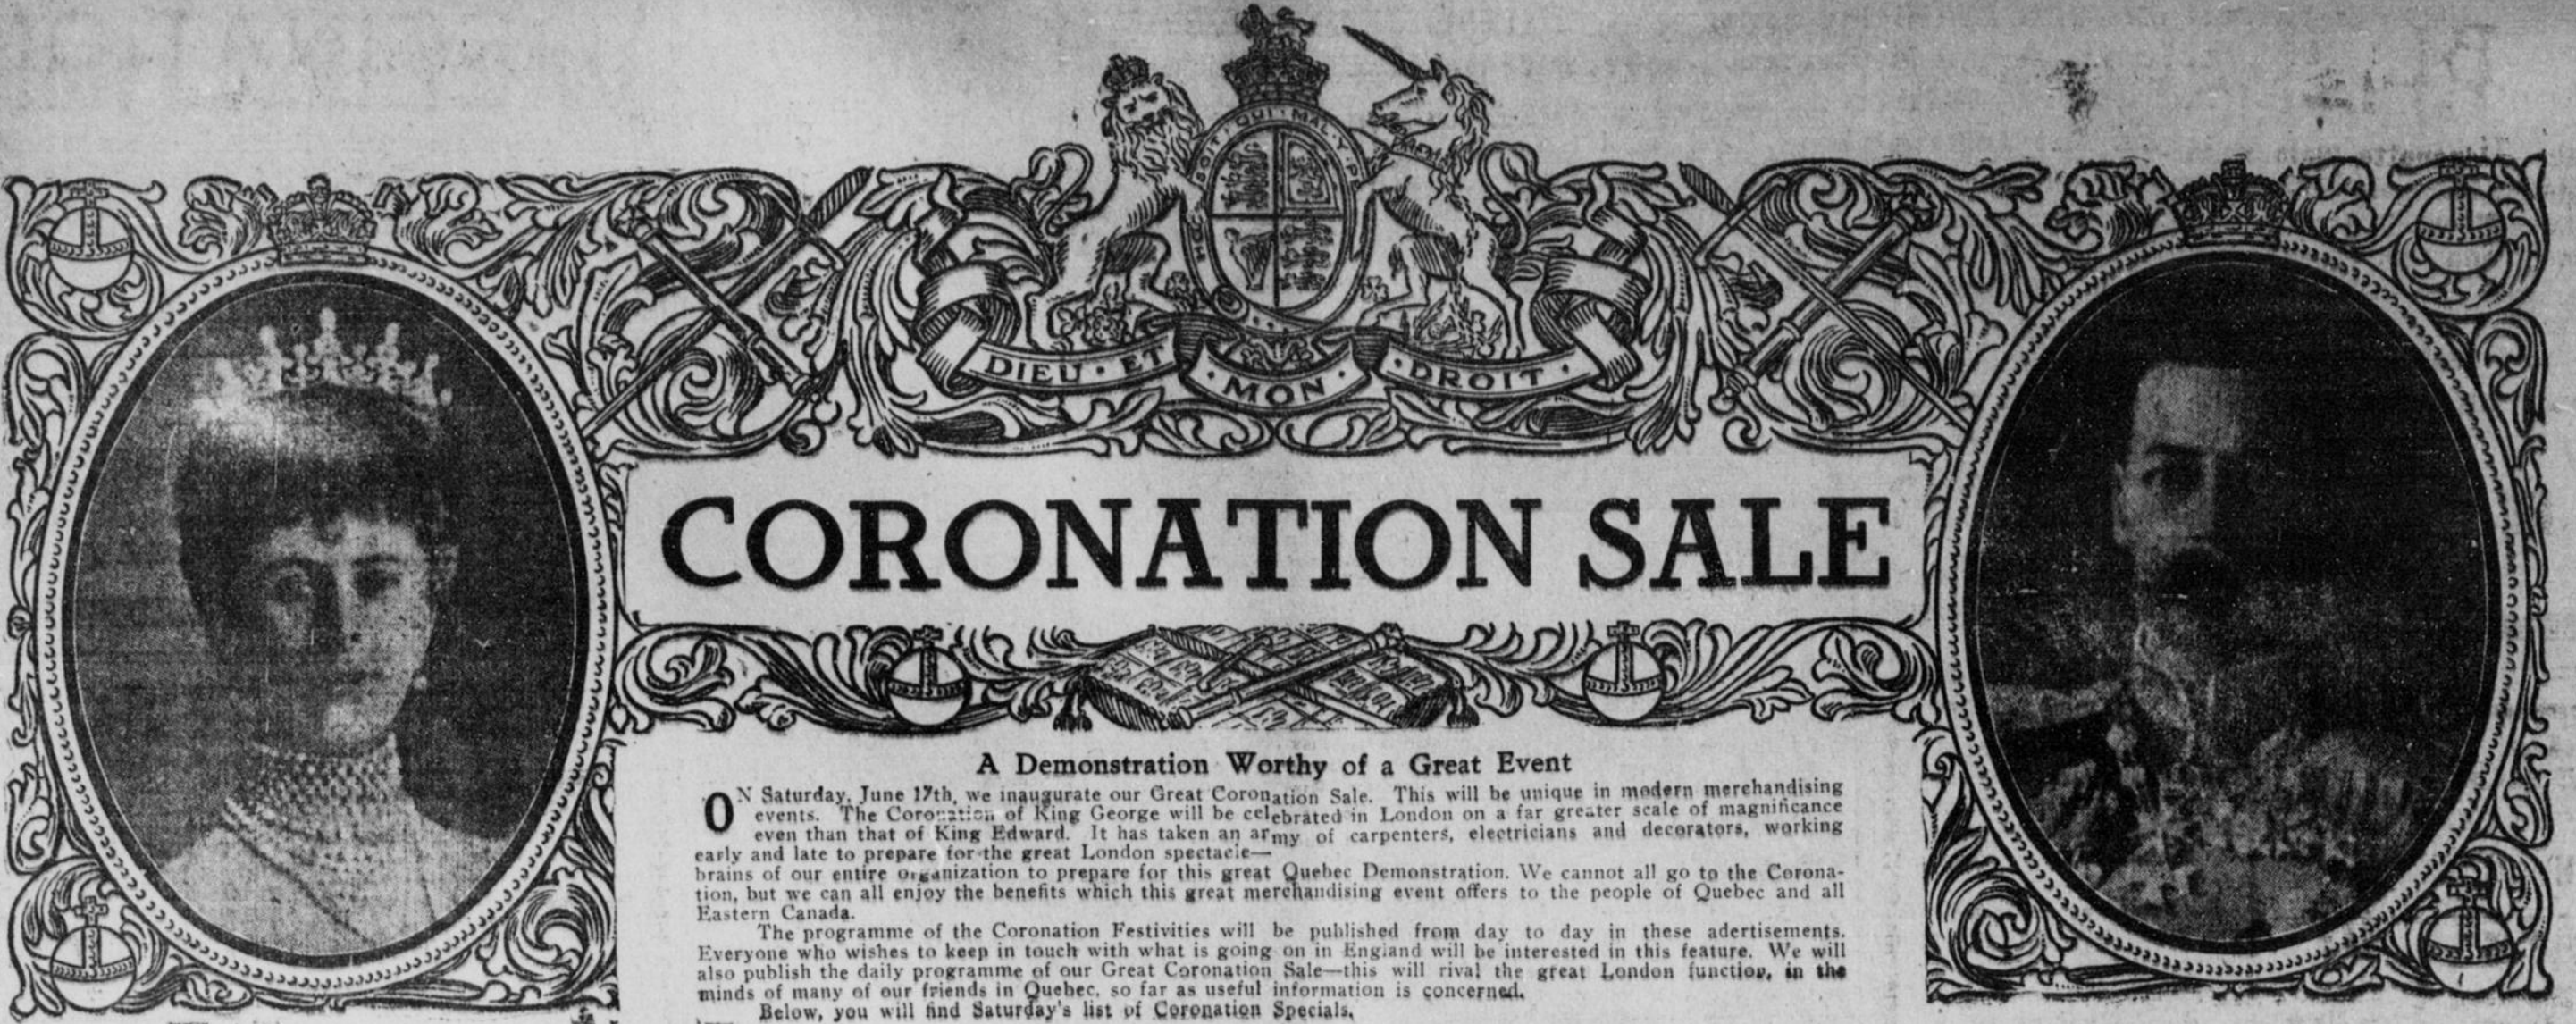 HONI SOIT QUI MAL Y P
DIEU · ET · MON · DROIT ·
CORONATION SALE
A Demonstration Worthy of a Great Event
ON Saturday, June 17th, we inaugurate our Great Coronation Sale. This will be unique in modern merchandising
events. The Coronation of King George will be celebrated in London on a far greater scale of magnificance
even than that of King Edward. It has taken an army of carpenters, electricians and decorators, working
early and late to prepare for the great London spectacle—
brains of our entire organization to prepare for this great Quebec Demonstration. We cannot all go to the Corona-
tion, but we can all enjoy the benefits which this great merchandising event offers to the people of Quebec and all
Eastern Canada.
The programme of the Coronation Festivities will be published from day to day in these adertisements.
Everyone who wishes to keep in touch with what is going on in England will be interested in this feature. We will
also publish the daily programme of our Great Coronation Sale—this will rival the great London function, in the
minds of many of our friends in Quebec, so far as useful information is concerned.
Below, you will find Saturday's list of Coronation Specials.